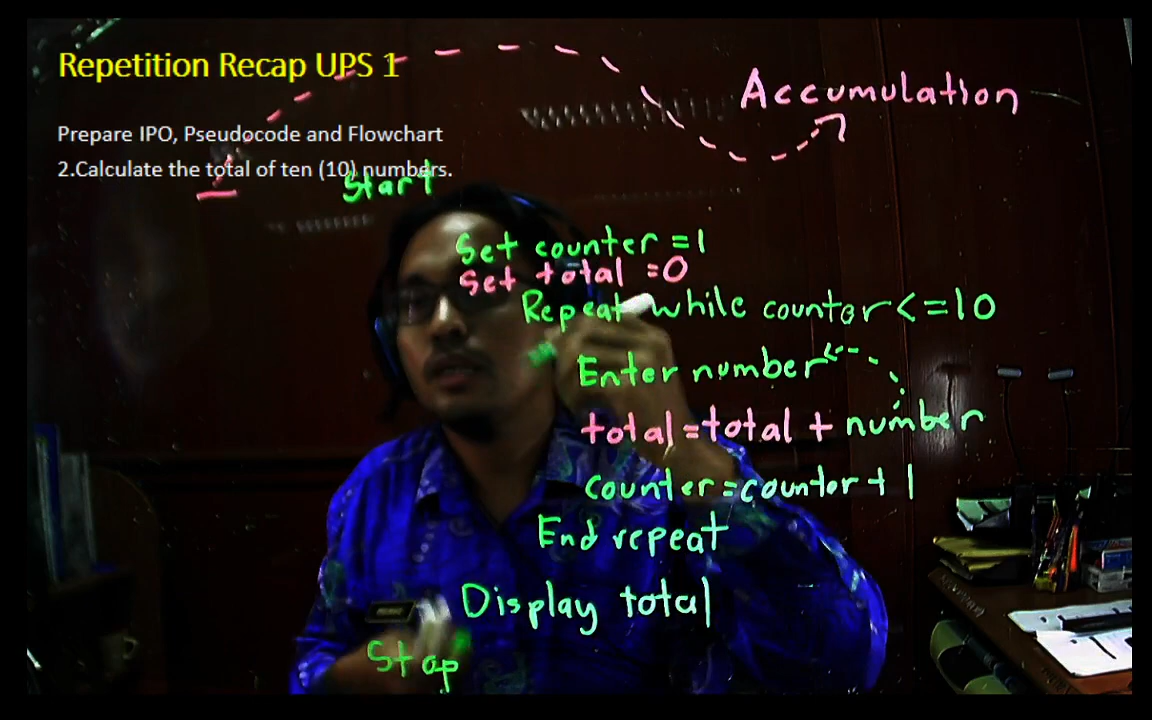 Repetition Recap UPS 1
Accumulation
Prepare IPO, Pseudocode and Flowchart
2.Calculate the total of ten (10) numbers.
Start
Set counter =1
Set total =0
Repeat while counter <=10
Enter number
total=total + number
counter=counter + 1
End repeat
Display total
Stop